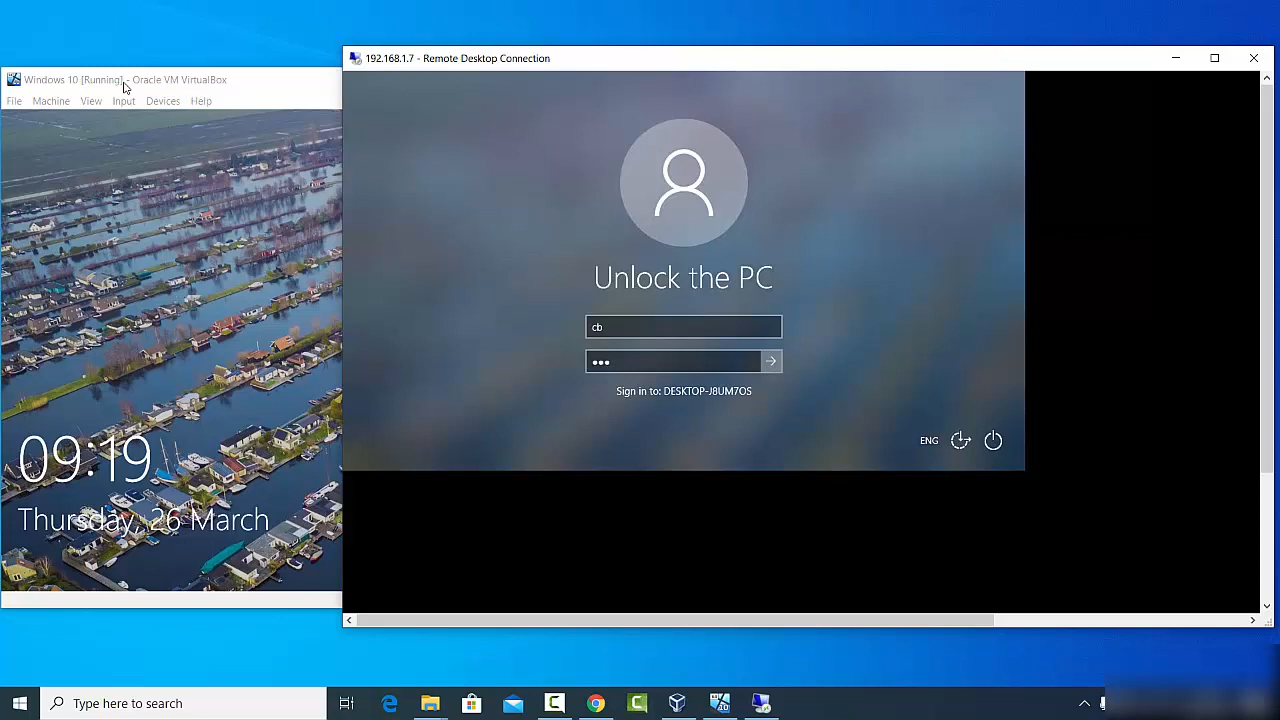 192.168.1.7 - Remote Desktop Connection
Windows 10 [Running] - Oracle VM VirtualBox
File Machine View Input Devices Help
Unlock the PC
cb
Sign in to: DESKTOP-J8UM7OS
ENG
09:19
Thursday, 26 March
Type here to search